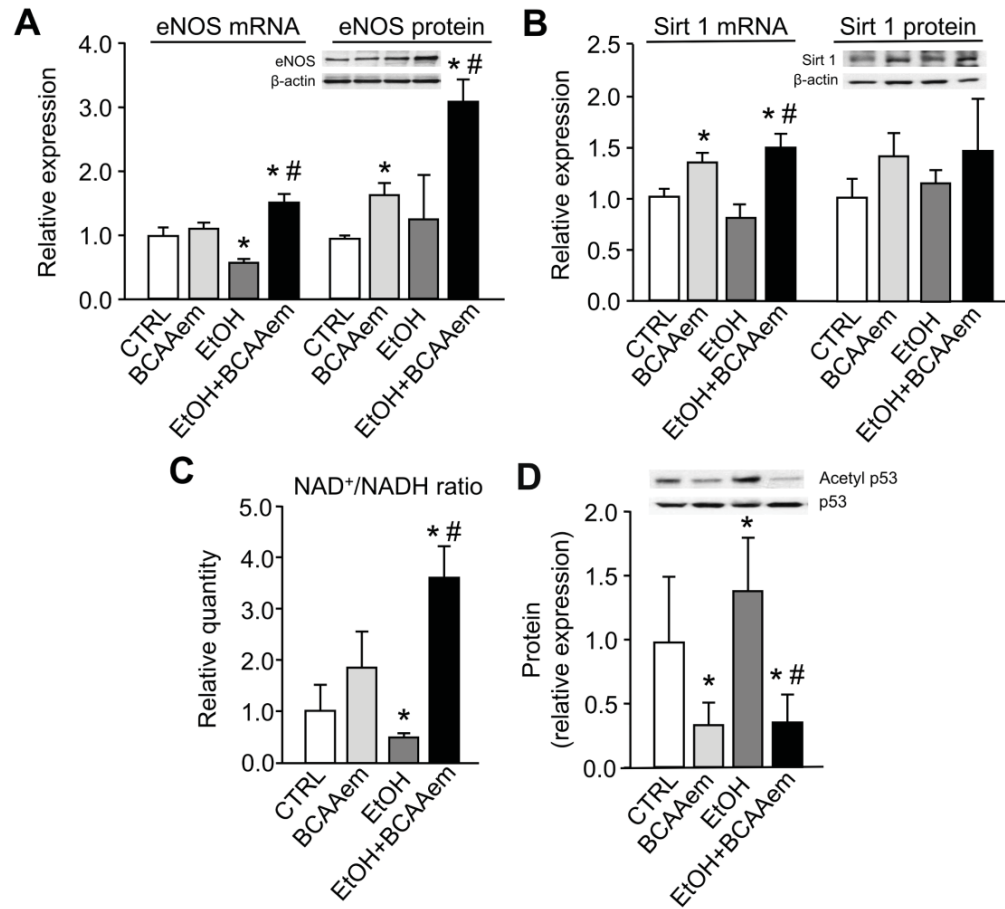 A
eNOS mRNA
eNOS protein
Relative expression
4.0
3.0
2.0
1.0
0.0
eNOS
β-actin
*
* #
*
* #
CTRL
BCAAem
EtOH
EtOH+BCAAem
CTRL
BCAAem
EtOH
EtOH+BCAAem
B
Sirt 1 mRNA
Sirt 1 protein
Relative expression
2.5
2.0
1.5
1.0
0.5
0.0
Sirt 1
β-actin
*
* #
CTRL
BCAAem
EtOH
EtOH+BCAAem
CTRL
BCAAem
EtOH
EtOH+BCAAem
C
NAD⁺/NADH ratio
Relative quantity
5.0
4.0
3.0
2.0
1.0
0.0
*
* #
CTRL
BCAAem
EtOH
EtOH+BCAAem
D
Acetyl p53
p53
Protein
(relative expression)
2.0
1.5
1.0
0.5
0.0
*
*
* #
CTRL
BCAAem
EtOH
EtOH+BCAAem